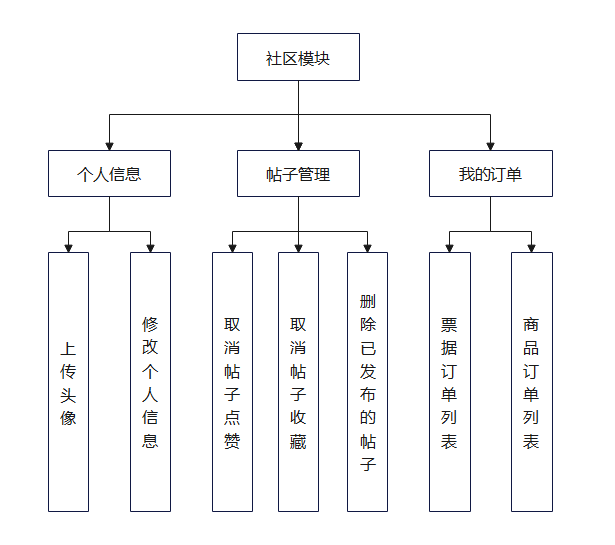 社区模块
个人信息
帖子管理
我的订单
上传头像
修改个人信息
取消帖子点赞
取消帖子收藏
删除已发布的帖子
票据订单列表
商品订单列表